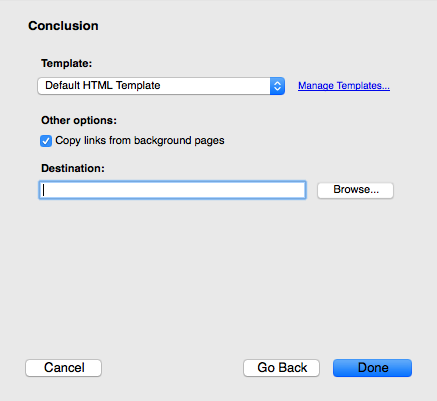 Conclusion
Template:
Default HTML Template Manage Templates...
Other options:
Copy links from background pages
Destination:
Browse...
Cancel Go Back Done